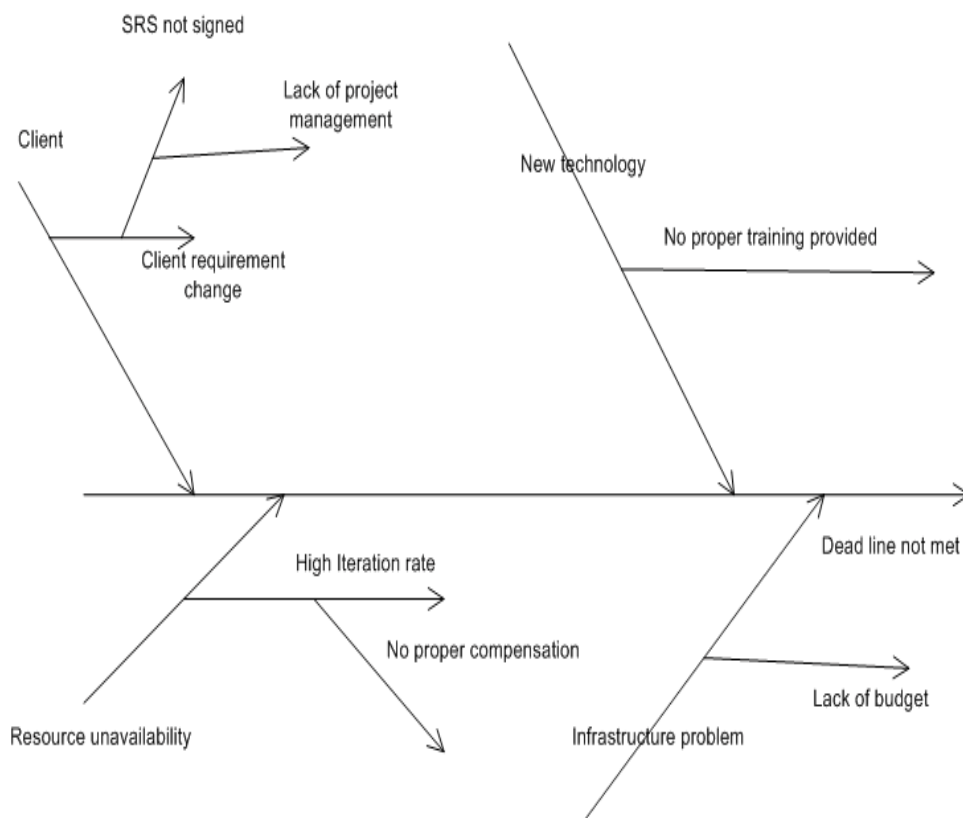 SRS not signed
Lack of project
management
Client
New technology
No proper training provided
Client requirement
change
Dead line not met
High Iteration rate
No proper compensation
Lack of budget
Resource unavailability
Infrastructure problem